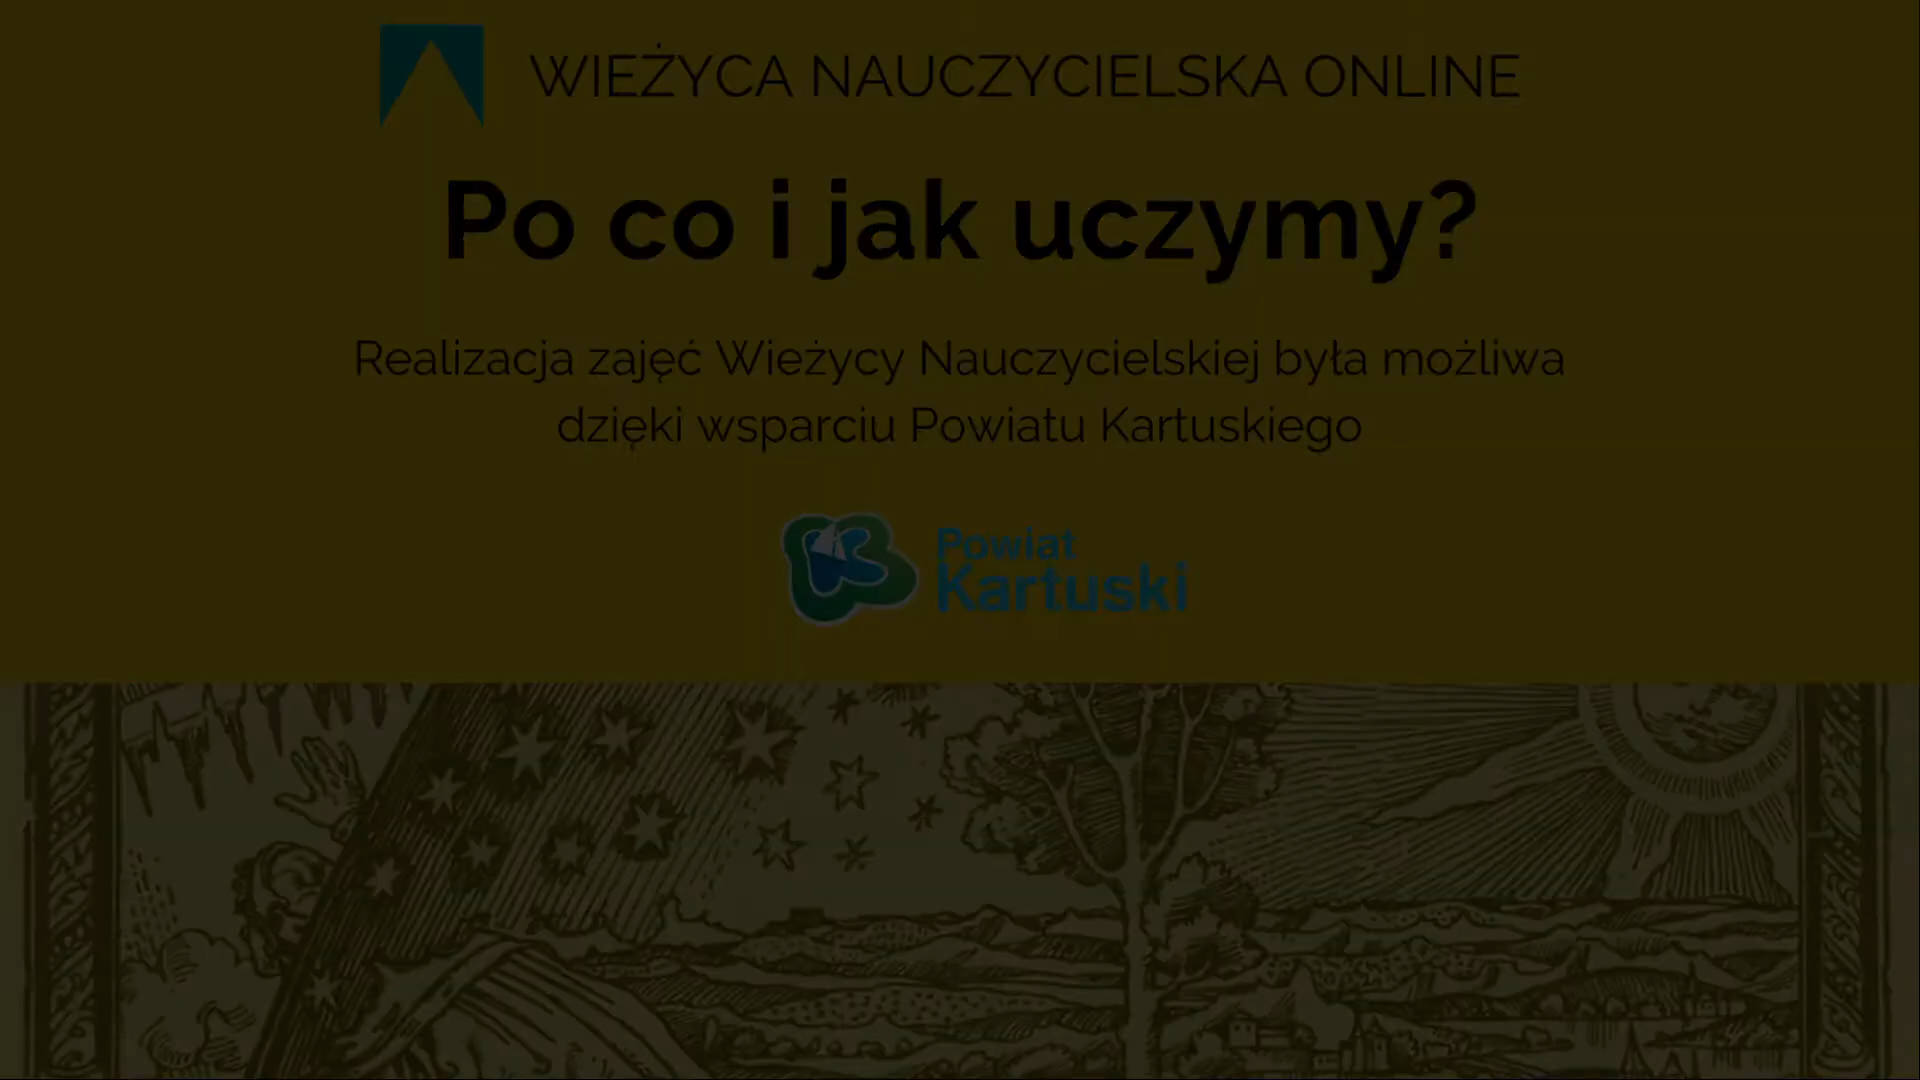 WIEŻYCA NAUCZYCIELSKA ONLINE
Po co i jak uczymy?
Realizacja zajęć Wieżycy Nauczycielskiej była możliwa
dzięki wsparciu Powiatu Kartuskiego
Powiat
Kartuski